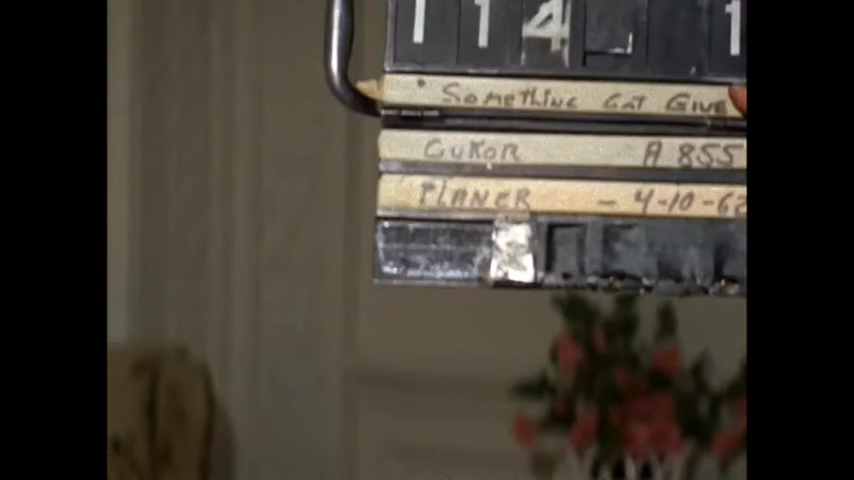 114 1
SOMETHING GOT GIVE
CUKOR A 855
PLANER - 4-10-62